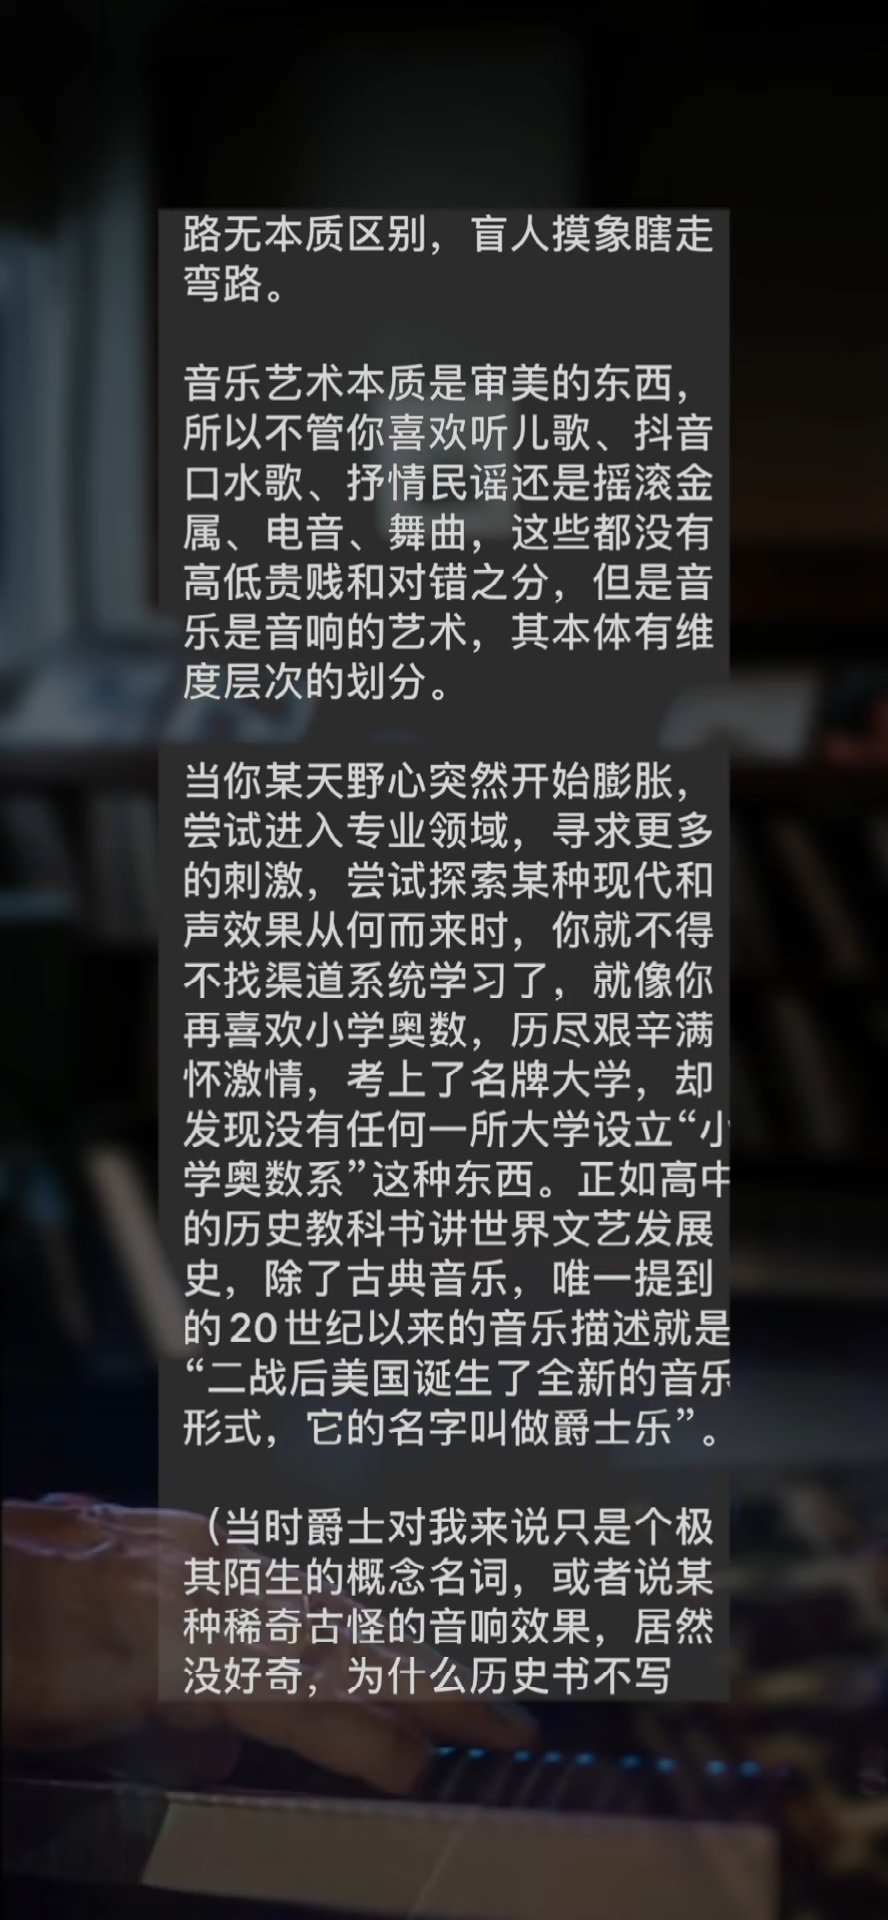 路无本质区别，盲人摸象瞎走
弯路。
音乐艺术本质是审美的东西，
所以不管你喜欢听儿歌、抖音
口水歌、抒情民谣还是摇滚金
属、电音、舞曲，这些都没有
高低贵贱和对错之分，但是音
乐是音响的艺术，其本体有维
度层次的划分。
当你某天野心突然开始膨胀，
尝试进入专业领域，寻求更多
的刺激，尝试探索某种现代和
声效果从何而来时，你就不得
不找渠道系统学习了，就像你
再喜欢小学奥数，历尽艰辛满
怀激情，考上了名牌大学，却
发现没有任何一所大学设立“小
学奥数系”这种东西。正如高中
的历史教科书讲世界文艺发展
史，除了古典音乐，唯一提到
的20世纪以来的音乐描述就是
“二战后美国诞生了全新的音乐
形式，它的名字叫做爵士乐”。
（当时爵士对我来说只是个极
其陌生的概念名词，或者说某
种稀奇古怪的音响效果，居然
没好奇，为什么历史书不写